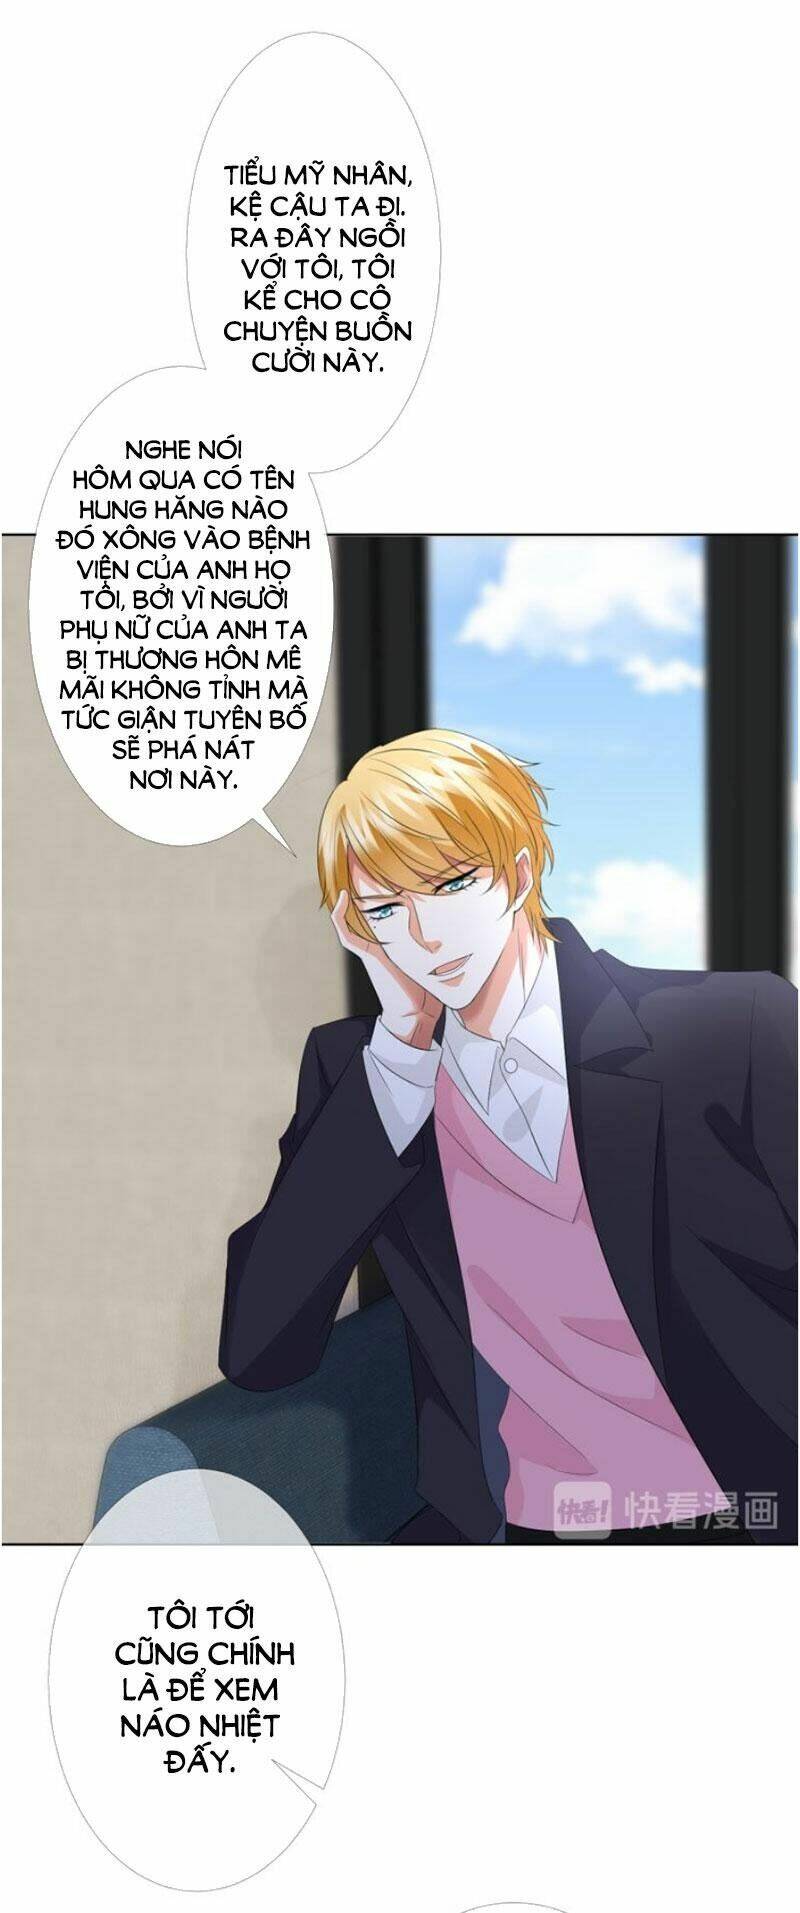 TIỂU MỸ NHÂN,
KỆ CẬU TA ĐI.
RA ĐÂY NGỒI
VỚI TÔI, TÔI
KỂ CHO CÔ
CHUYỆN BUỒN
CƯỜI NÀY.
NGHE NÓI
HÔM QUA CÓ TÊN
HUNG HĂNG NÀO
ĐÓ XÔNG VÀO BỆNH
VIỆN CỦA ANH HỌ
TÔI, BỞI VÌ NGƯỜI
PHỤ NỮ CỦA ANH TA
BỊ THƯƠNG HÔN MÊ
MÃI KHÔNG TỈNH MÀ
TỨC GIẬN TUYÊN BỐ
SẼ PHÁ NÁT
NƠI NÀY.
快看! 快看漫画
TÔI TỚI
CŨNG CHÍNH
LÀ ĐỂ XEM
NÁO NHIỆT
ĐẤY.